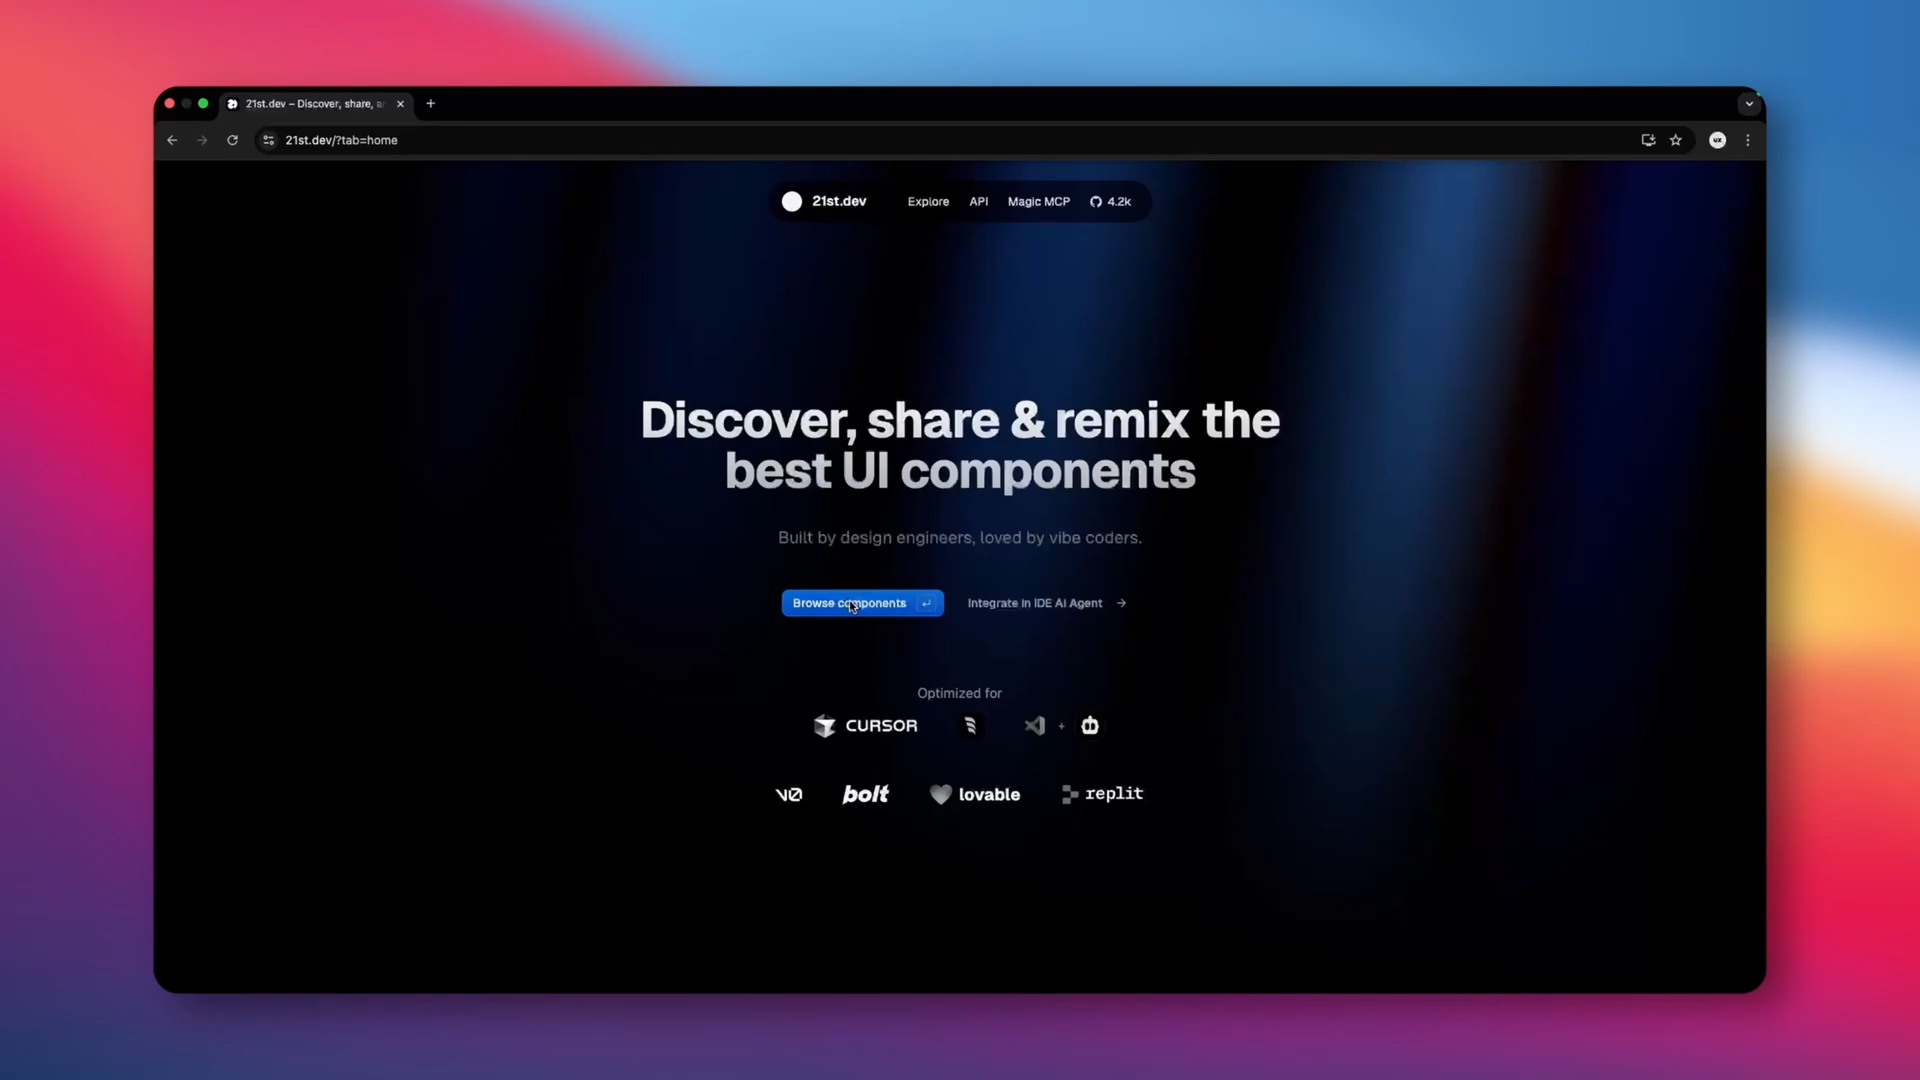 21st.dev – Discover, share, a
21st.dev/?tab=home
21st.dev Explore API Magic MCP 4.2k
Discover, share & remix the
best UI components
Built by design engineers, loved by vibe coders.
Browse components Integrate in IDE AI Agent
Optimized for
CURSOR
v0 bolt lovable replit